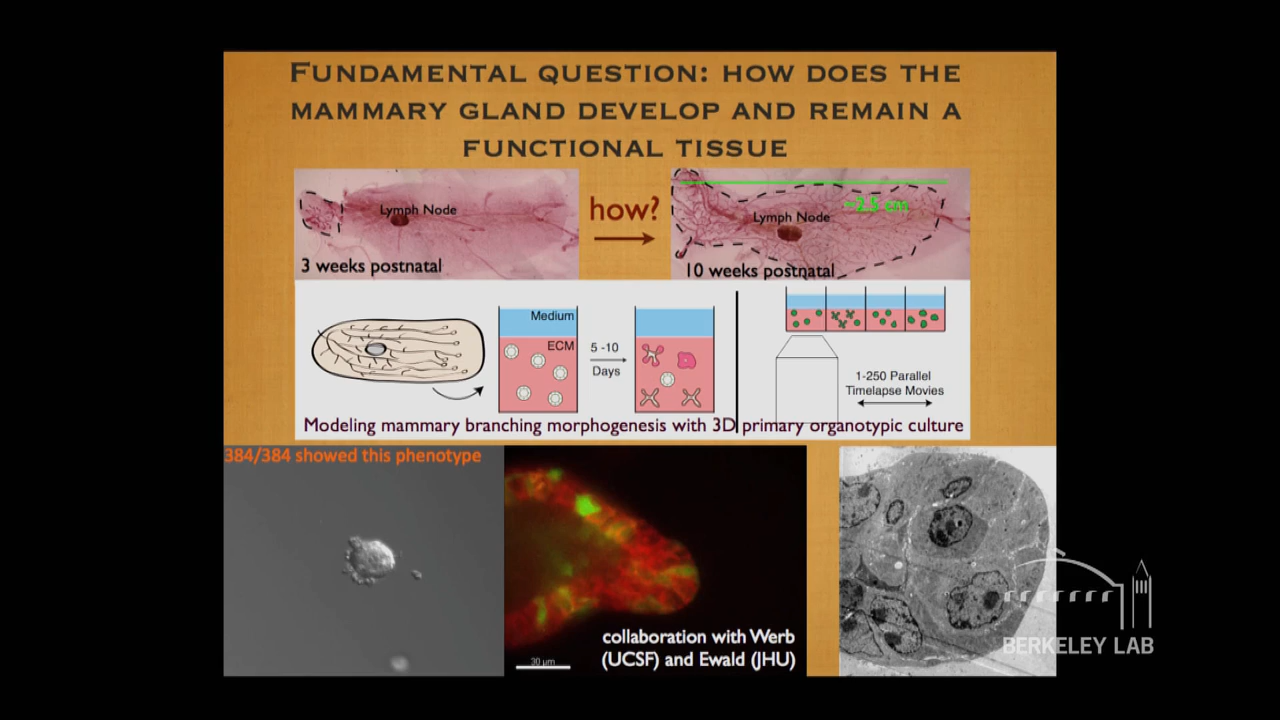 FUNDAMENTAL QUESTION: HOW DOES THE
MAMMARY GLAND DEVELOP AND REMAIN A
FUNCTIONAL TISSUE
Lymph Node
3 weeks postnatal
how?
~2.5 cm
Lymph Node
10 weeks postnatal
Medium
ECM
5 -10
Days
1-250 Parallel
Timelapse Movies
Modeling mammary branching morphogenesis with 3D primary organotypic culture
384/384 showed this phenotype
30 µm
collaboration with Werb
(UCSF) and Ewald (JHU)
BERKELEY LAB